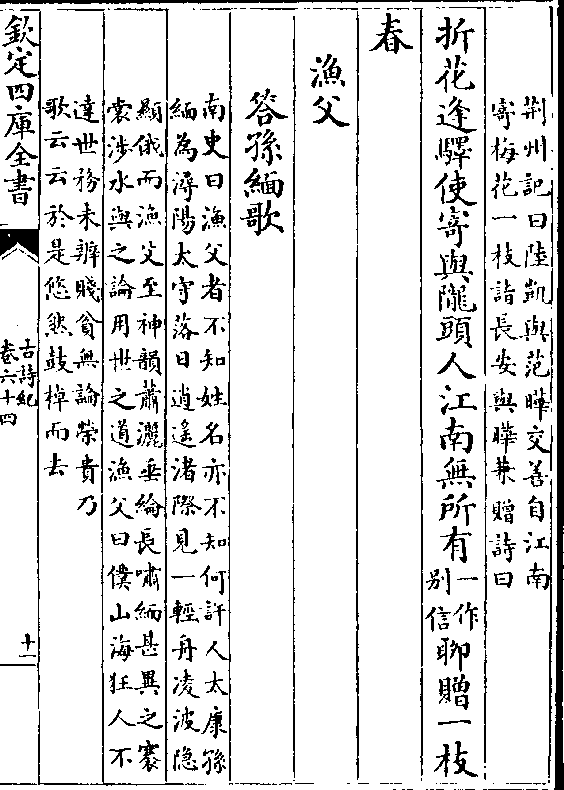 荆州記曰陸凱與范曄交善自江南
寄梅花一枝詣長安與曄兼贈詩曰
折花逢驛使寄與隴頭人江南無所有一作别信聊贈一枝
春
漁父
答孫緬歌
南史曰漁父者不知姓名亦不知何許人太康孫
緬為潯陽太守落日逍遥渚際見一輕舟凌波隐
顯俄而漁父至神韻蕭灑垂綸長嘯緬甚異之褰
裳涉水與之論用世之道漁父曰僕山海狂人不
達世務未辨賤貧無論榮貴乃
歌云云於是悠然鼓棹而去
欽定四庫全書
古詩紀
卷六十四
十一